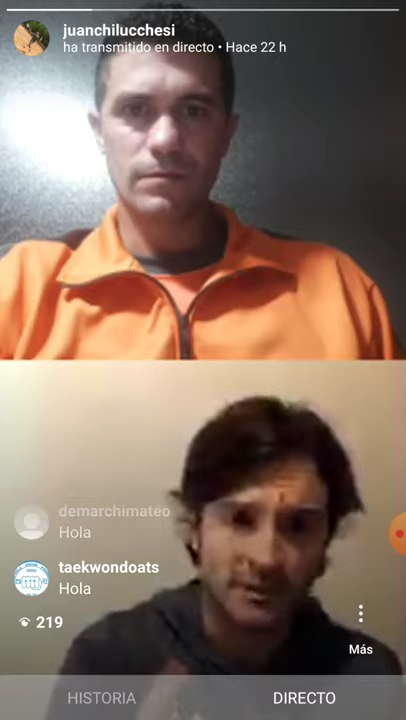 juanchilucchesi
ha transmitido en directo • Hace 22 h
demarchimateo
Hola
taekwondoats
Hola
219
Más
HISTORIA
DIRECTO